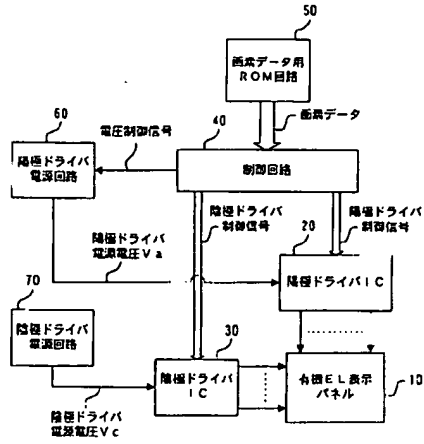 50
画素データ用
ROM回路
画素データ
60
電圧制御信号
40
陽極ドライバ
電源回路
制御回路
陰極ドライバ
制御信号
陽極ドライバ
制御信号
20
陽極ドライバ
電源電圧Va
陽極ドライバIC
70
陰極ドライバ
電源回路
30
陰極ドライバ
IC
有機EL表示
パネル
10
陰極ドライバ
電源電圧Vc